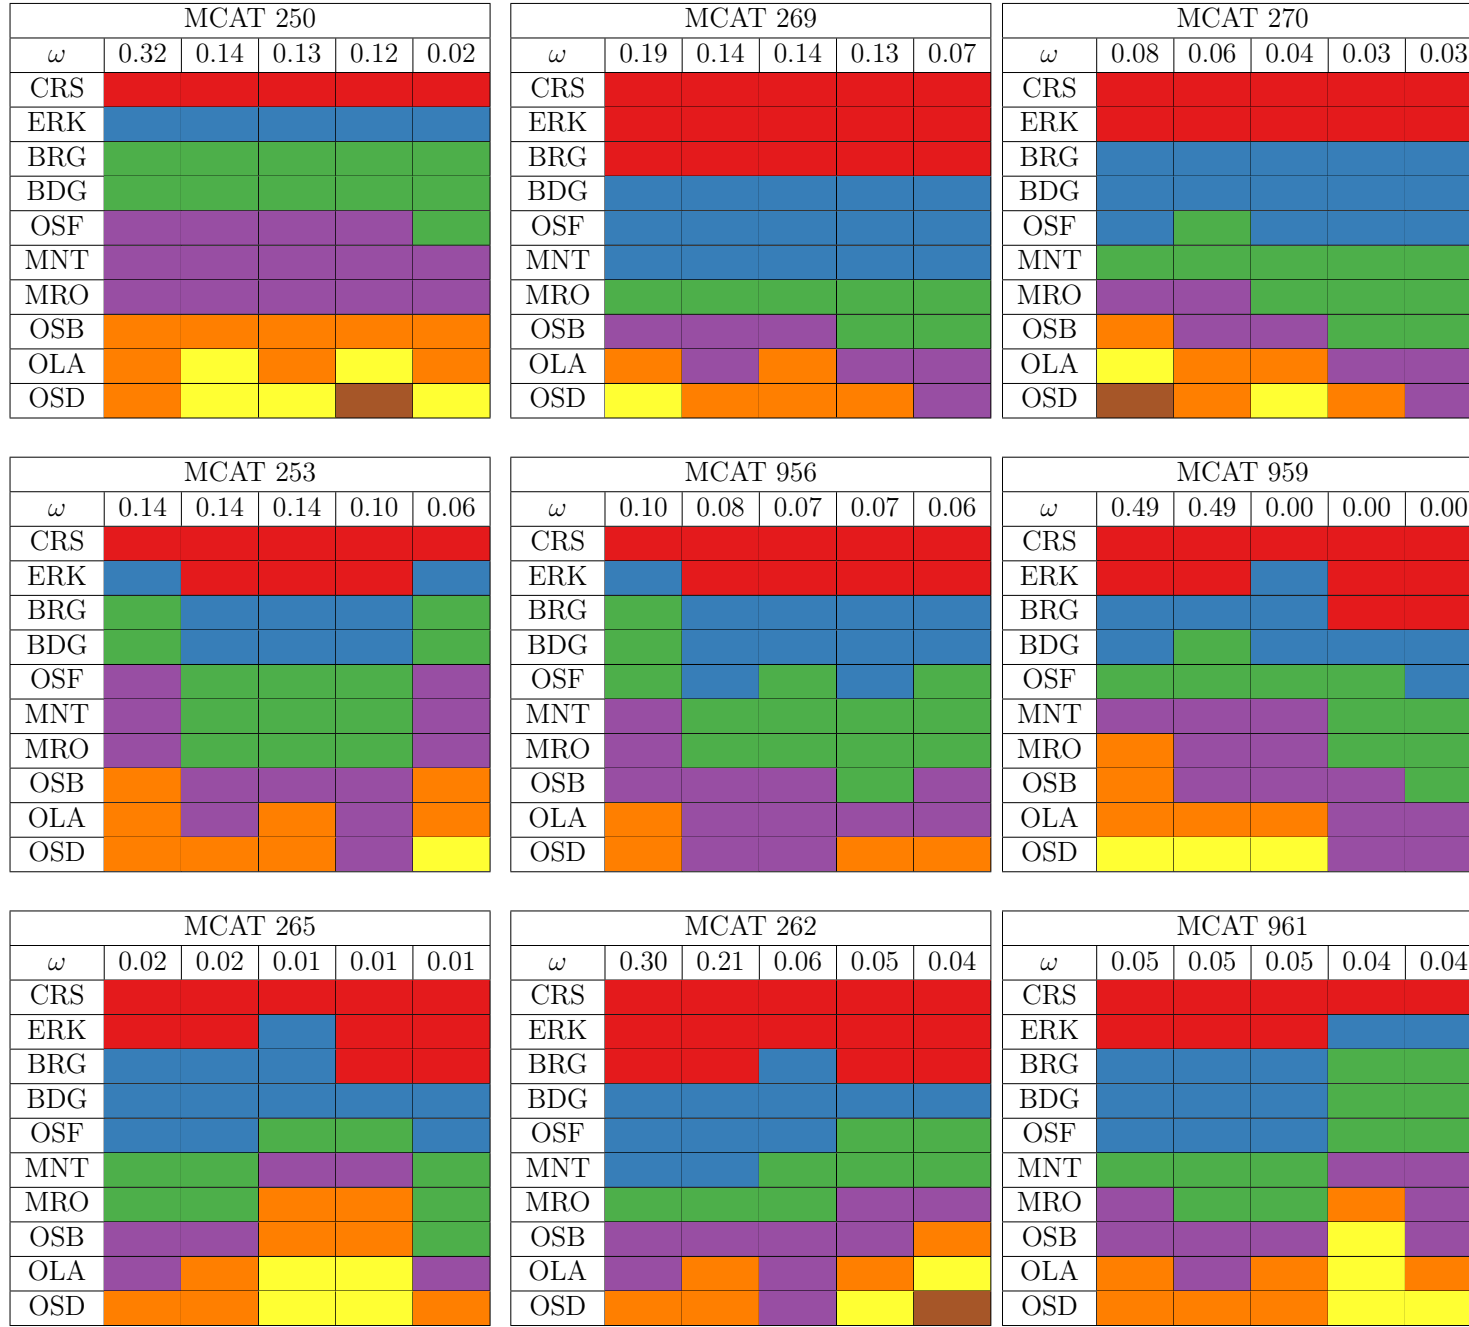 MCAT 250
ω 0.32 0.14 0.13 0.12 0.02
CRS
ERK
BRG
BDG
OSF
MNT
MRO
OSB
OLA
OSD
MCAT 269
ω 0.19 0.14 0.14 0.13 0.07
CRS
ERK
BRG
BDG
OSF
MNT
MRO
OSB
OLA
OSD
MCAT 270
ω 0.08 0.06 0.04 0.03 0.03
CRS
ERK
BRG
BDG
OSF
MNT
MRO
OSB
OLA
OSD
MCAT 253
ω 0.14 0.14 0.14 0.10 0.06
CRS
ERK
BRG
BDG
OSF
MNT
MRO
OSB
OLA
OSD
MCAT 956
ω 0.10 0.08 0.07 0.07 0.06
CRS
ERK
BRG
BDG
OSF
MNT
MRO
OSB
OLA
OSD
MCAT 959
ω 0.49 0.49 0.00 0.00 0.00
CRS
ERK
BRG
BDG
OSF
MNT
MRO
OSB
OLA
OSD
MCAT 265
ω 0.02 0.02 0.01 0.01 0.01
CRS
ERK
BRG
BDG
OSF
MNT
MRO
OSB
OLA
OSD
MCAT 262
ω 0.30 0.21 0.06 0.05 0.04
CRS
ERK
BRG
BDG
OSF
MNT
MRO
OSB
OLA
OSD
MCAT 961
ω 0.05 0.05 0.05 0.04 0.04
CRS
ERK
BRG
BDG
OSF
MNT
MRO
OSB
OLA
OSD